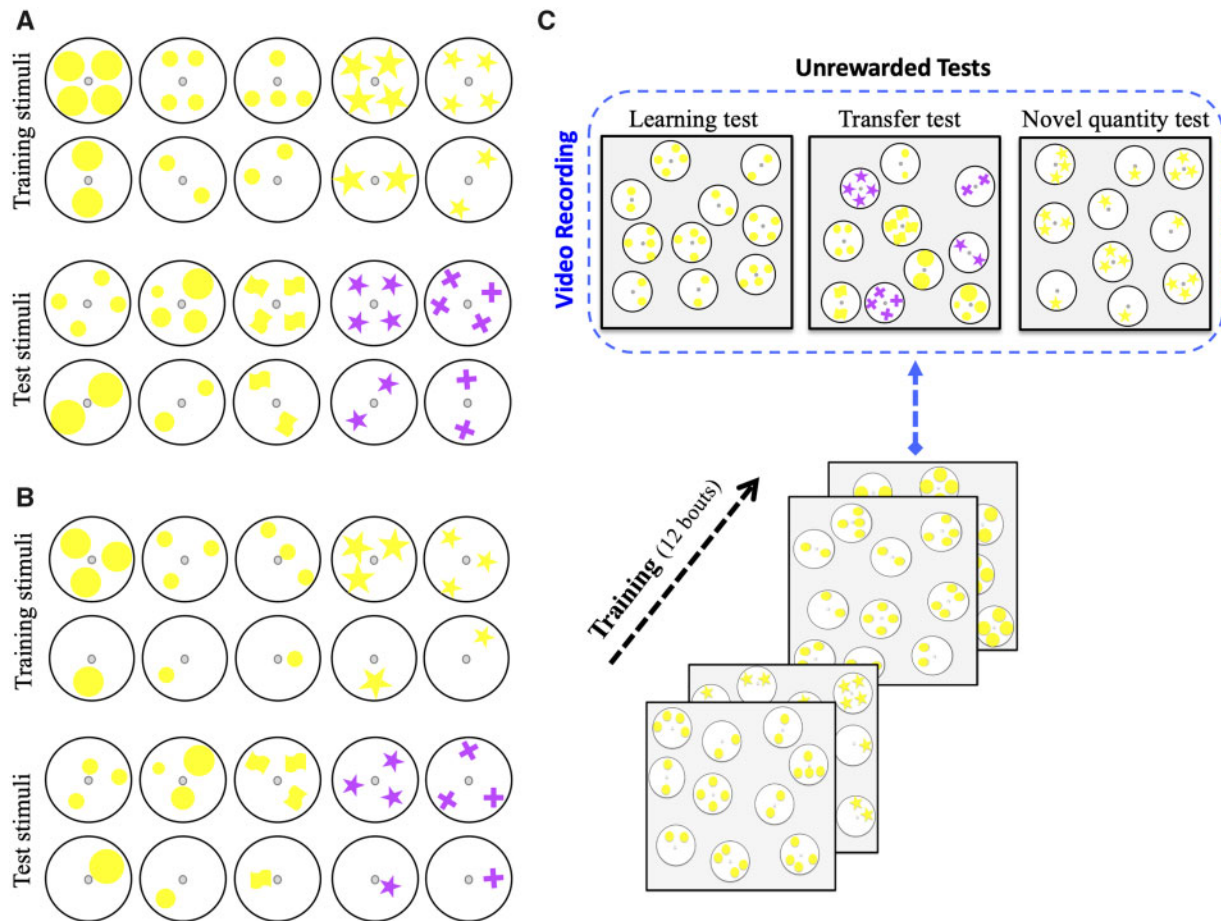 A
Training stimuli
Test stimuli
B
Training stimuli
Test stimuli
C
Unrewarded Tests
Video Recording
Learning test
Transfer test
Novel quantity test
Training (12 bouts)